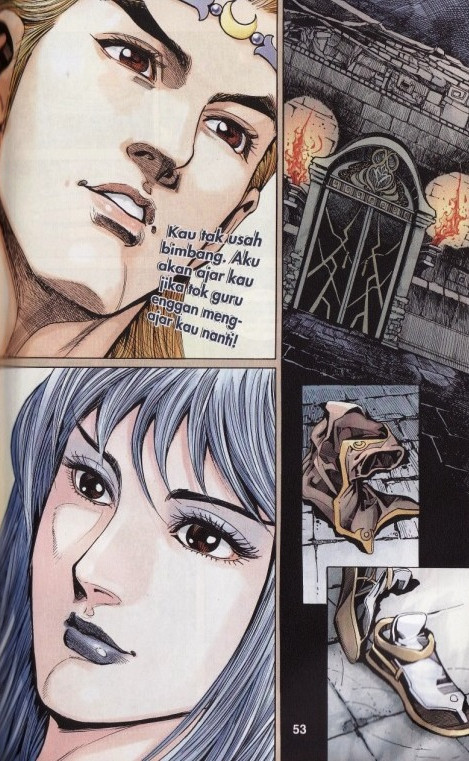 Kau tak usah
bimbang. Aku
akan ajar kau
jika tok guru
enggan meng-
ajar kau nanti!
53